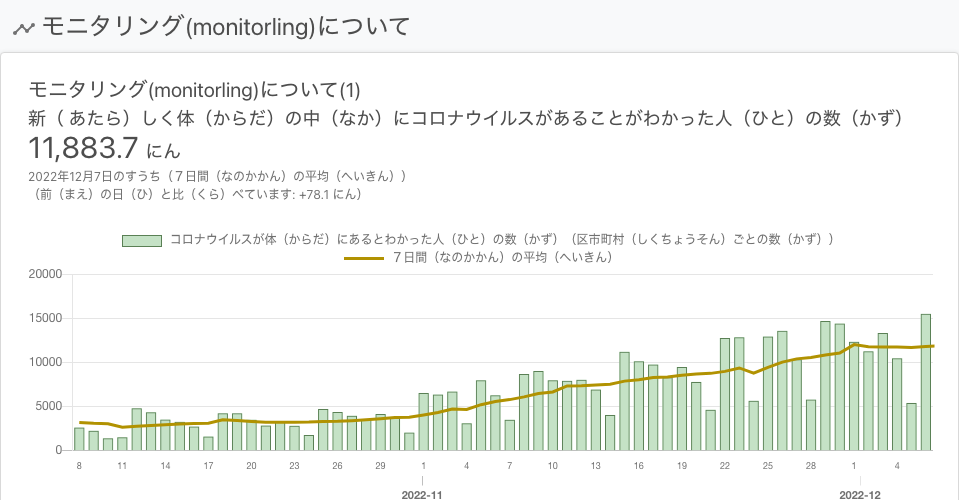 モニタリング(monitorling)について
モニタリング(monitorling)について(1)
新（ あたら）しく体（からだ）の中（なか）にコロナウイルスがあることがわかった人（ひと）の数（かず）
11,883.7 にん
2022年12月7日のすうち（７日間（なのかかん）の平均（へいきん））
（前（まえ）の日（ひ）と比（くら）べています: +78.1 にん）
コロナウイルスが体（からだ）にあるとわかった人（ひと）の数（かず）（区市町村（しくちょうそん）ごとの数（かず））
７日間（なのかかん）の平均（へいきん）
20000
15000
10000
5000
0
8 11 14 17 20 23 26 29 1 4 7 10 13 16 19 22 25 28 1 4
2022-11 2022-12